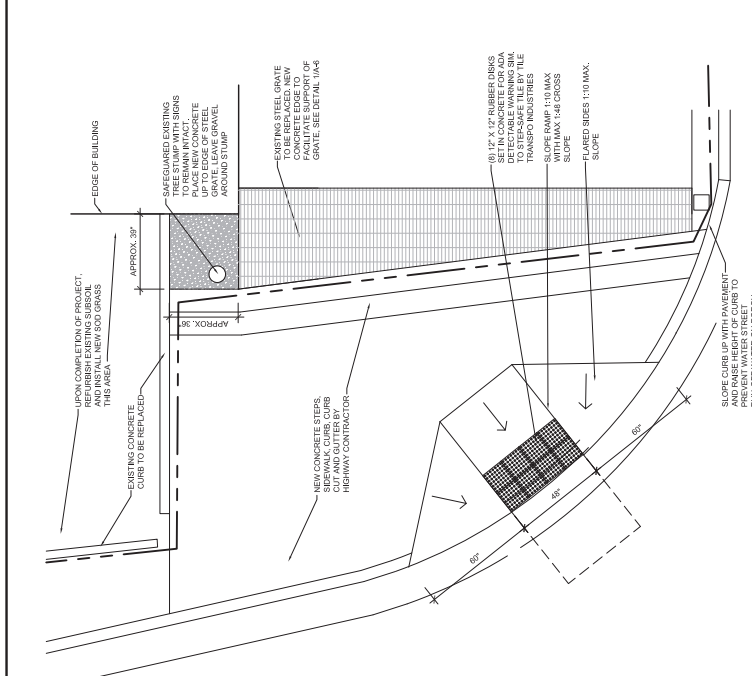 UPON COMPLETION OF PROJECT,
REFURBISH EXISTING SUBSOIL
AND INSTALL NEW SOD GRASS
THIS AREA
EDGE OF BUILDING
EXISTING CONCRETE
CURB TO BE REPLACED
APPROX. 39"
SAFEGUARED EXISTING
TREE STUMP WITH SIGNS
TO REMAIN INTACT.
PLACE NEW CONCRETE
UP TO EDGE OF STEEL
GRATE, LEAVE GRAVEL
AROUND STUMP
APPROX. 36"
EXISTING STEEL GRATE
TO BE REPLACED. NEW
CONCRETE EDGE TO
FACILITATE SUPPORT OF
GRATE, SEE DETAIL 1/A-6
NEW CONCRETE STEPS,
SIDEWALK, CURB, CURB
CUT AND GUTTER BY
HIGHWAY CONTRACTOR
(8) 12" X 12" RUBBER DISKS
SET IN CONCRETE FOR ADA
DETECTABLE WARNING SIM.
TO STEP-SAFE TILE BY TILE
TRANSPO INDUSTRIES
SLOPE RAMP 1:10 MAX
WITH MAX 1:48 CROSS
SLOPE
FLARED SIDES 1:10 MAX.
SLOPE
60"
48"
60"
SLOPE CURB UP WITH PAVEMENT
AND RAISE HEIGHT OF CURB TO
PREVENT WATER STREET